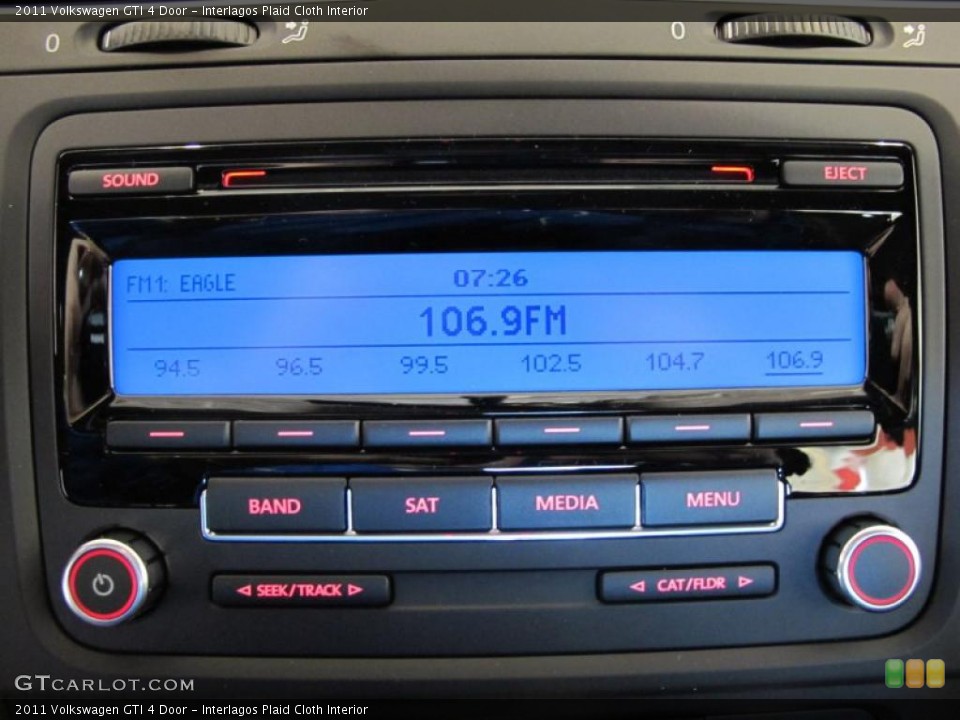 2011 Volkswagen GTI 4 Door - Interlagos Plaid Cloth Interior
0 0
SOUND EJECT
FM1: EAGLE 07:26
106.9FM
94.5 96.5 99.5 102.5 104.7 106.9
BAND SAT MEDIA MENU
◁ SEEK/TRACK ▷ ◁ CAT/FLDR ▷
GTCARLOT.COM
2011 Volkswagen GTI 4 Door - Interlagos Plaid Cloth Interior